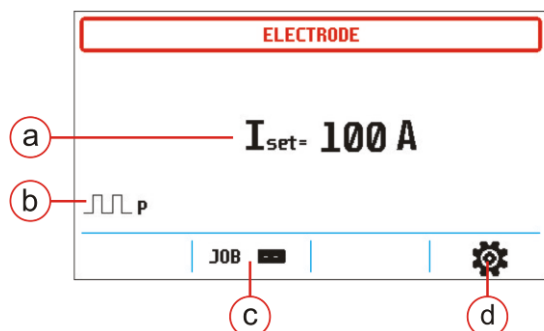 ELECTRODE
a
Iset= 100 A
b
P
JOB --
c
d